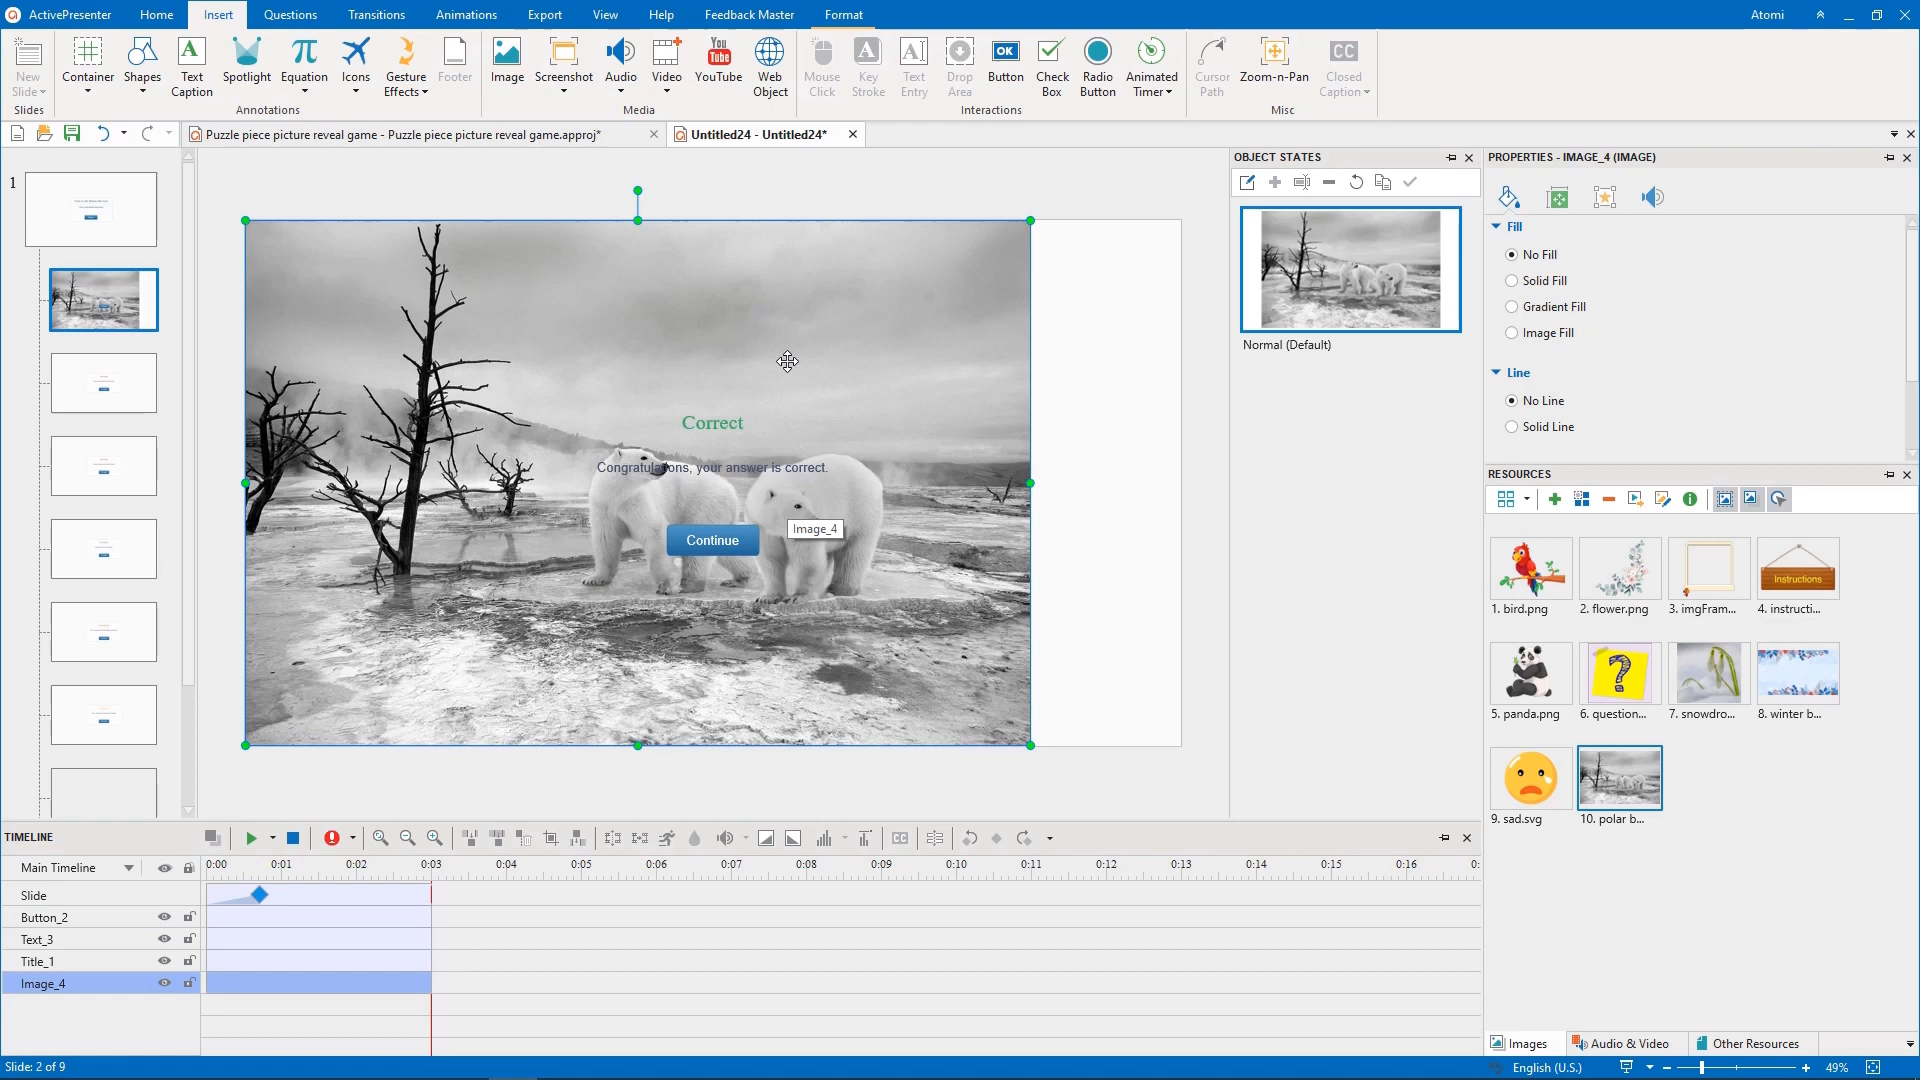 ActivePresenter
Home
Insert
Questions
Transitions
Animations
Export
View
Help
Feedback Master
Format
Atomi
New
Slide
Container
Shapes
Text
Caption
Spotlight
Equation
Icons
Gesture
Effects
Footer
Image
Screenshot
Audio
Video
YouTube
Web
Object
Mouse
Click
Key
Stroke
Text
Entry
Drop
Area
Button
Check
Box
Radio
Button
Animated
Timer
Cursor
Path
Zoom-n-Pan
Closed
Caption
Slides
Annotations
Media
Interactions
Misc
Puzzle piece picture reveal game - Puzzle piece picture reveal game.approj*
Untitled24 - Untitled24*
1
Correct
Congratulations, your answer is correct.
Continue
Image_4
OBJECT STATES
Normal (Default)
PROPERTIES - IMAGE_4 (IMAGE)
Fill
No Fill
Solid Fill
Gradient Fill
Image Fill
Line
No Line
Solid Line
RESOURCES
Instructions
1. bird.png
2. flower.png
3. imgFram...
4. instructi...
5. panda.png
6. question...
7. snowdro...
8. winter b...
9. sad.svg
10. polar b...
Images
Audio & Video
Other Resources
TIMELINE
Main Timeline
0:00
0:01
0:02
0:03
0:04
0:05
0:06
0:07
0:08
0:09
0:10
0:11
0:12
0:13
0:14
0:15
0:16
0:
Slide
Button_2
Text_3
Title_1
Image_4
Slide: 2 of 9
English (U.S.)
49%